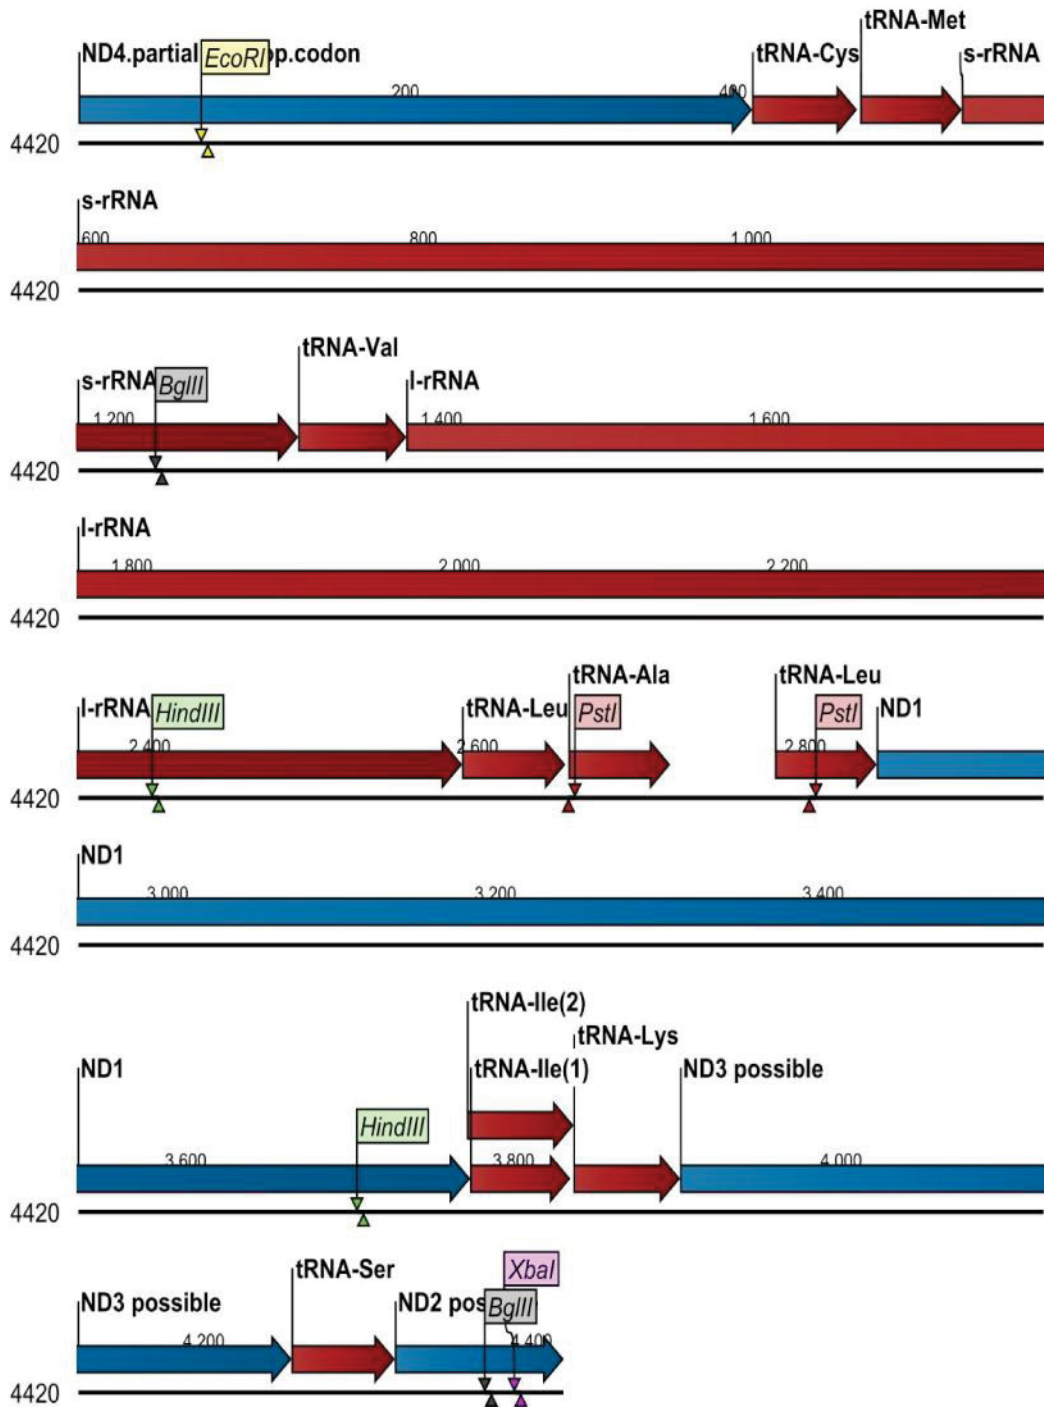 tRNA-Met
ND4.partial EcoRI p.codon tRNA-Cys s-rRNA
200 400
4420
s-rRNA
600 800 1 000
4420
tRNA-Val
s-rRNA BglII l-rRNA
1 200 1 400 1 600
4420
l-rRNA
1 800 2 000 2 200
4420
tRNA-Ala tRNA-Leu
l-rRNA HindIII tRNA-Leu PstI PstI ND1
2 400 2 600 2 800
4420
ND1
3 000 3 200 3 400
4420
tRNA-Ile(2)
tRNA-Lys
ND1 tRNA-Ile(1) ND3 possible
HindIII
3 600 3 800 4 000
4420
XbaI
tRNA-Ser
ND3 possible ND2 pos BglII
4 200 4 400
4420